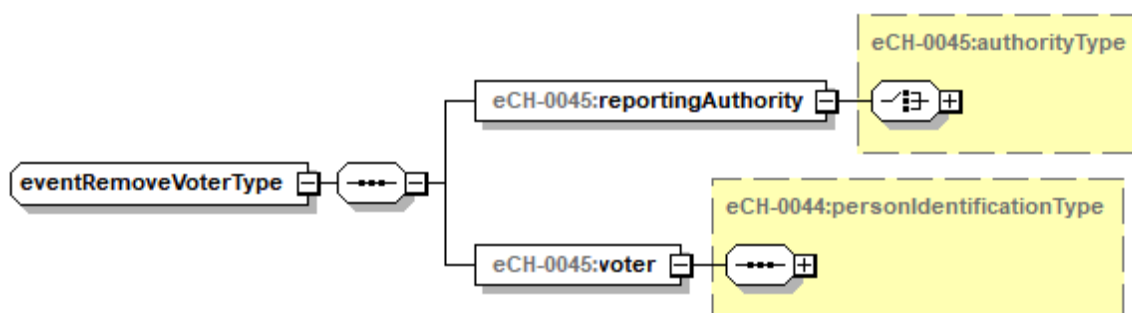 eCH-0045:authorityType
eCH-0045:reportingAuthority
eventRemoveVoterType
eCH-0044:personIdentificationType
eCH-0045:voter